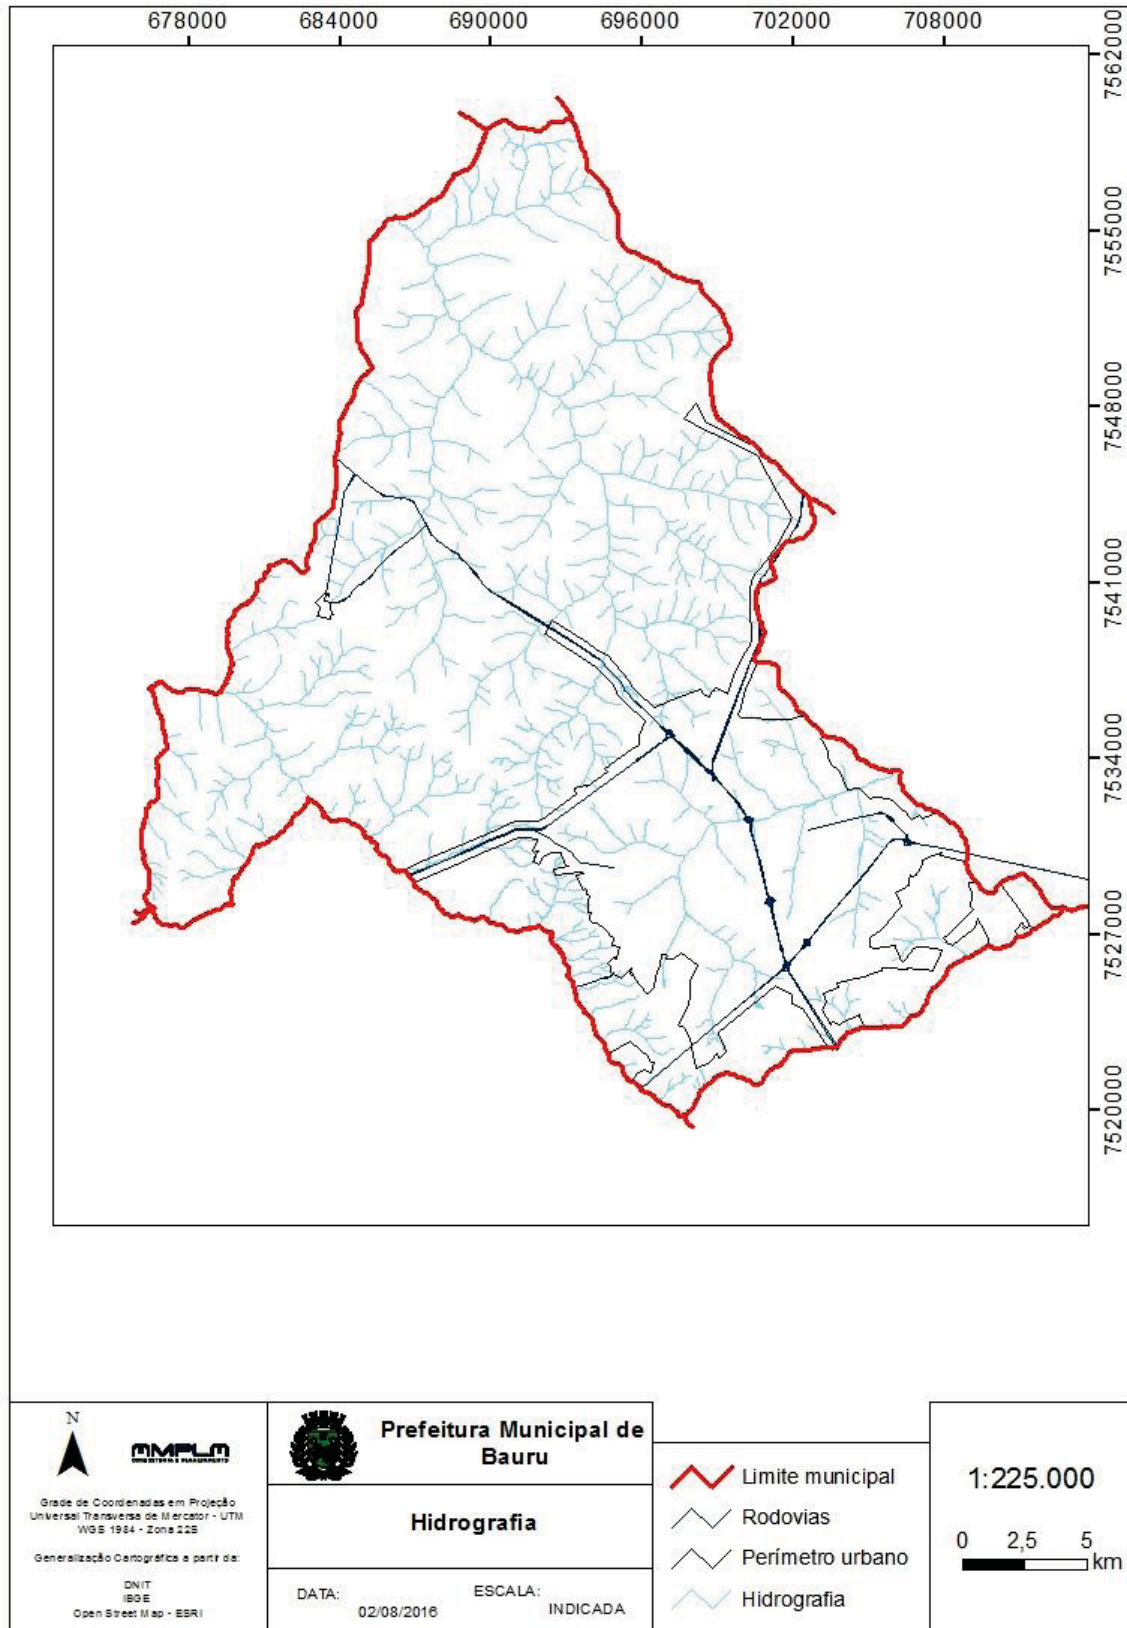 678000 684000 690000 696000 702000 708000
7562000
7555000
7548000
7541000
7534000
7527000
7520000
N
MMPLM
CONSULTORIA E PLANEJAMENTO
Grade de Coordenadas em Projeção
Universal Transversa de Mercator - UTM
WGS 1984 - Zona 22S
Generalização Cartográfica a partir da:
DNIT
IBGE
Open Street Map - ESRI
Prefeitura Municipal de
Bauru
Hidrografia
DATA:
02/08/2016
ESCALA:
INDICADA
Limite municipal
Rodovias
Perímetro urbano
Hidrografia
1:225.000
0 2,5 5
km